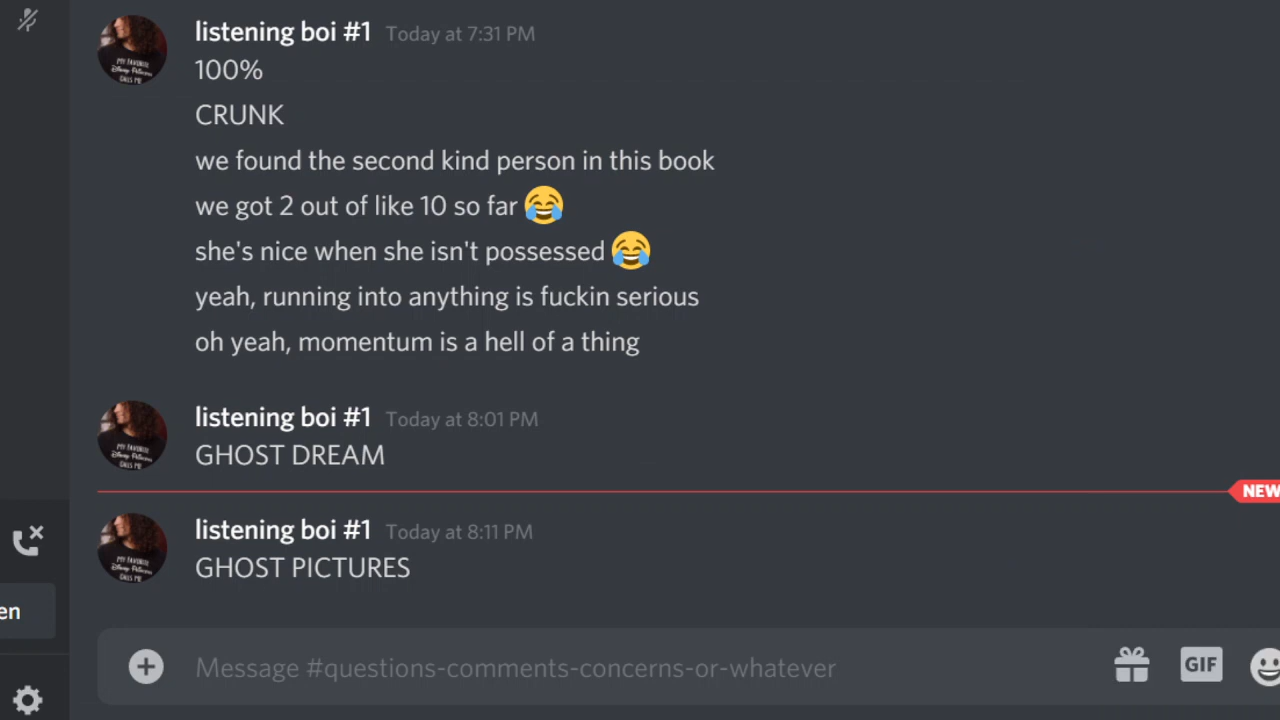 listening boi #1 Today at 7:31 PM
100%
CRUNK
we found the second kind person in this book
we got 2 out of like 10 so far 😂
she's nice when she isn't possessed 😂
yeah, running into anything is fuckin serious
oh yeah, momentum is a hell of a thing
listening boi #1 Today at 8:01 PM
GHOST DREAM
NEW
listening boi #1 Today at 8:11 PM
GHOST PICTURES
en
Message #questions-comments-concerns-or-whatever
GIF